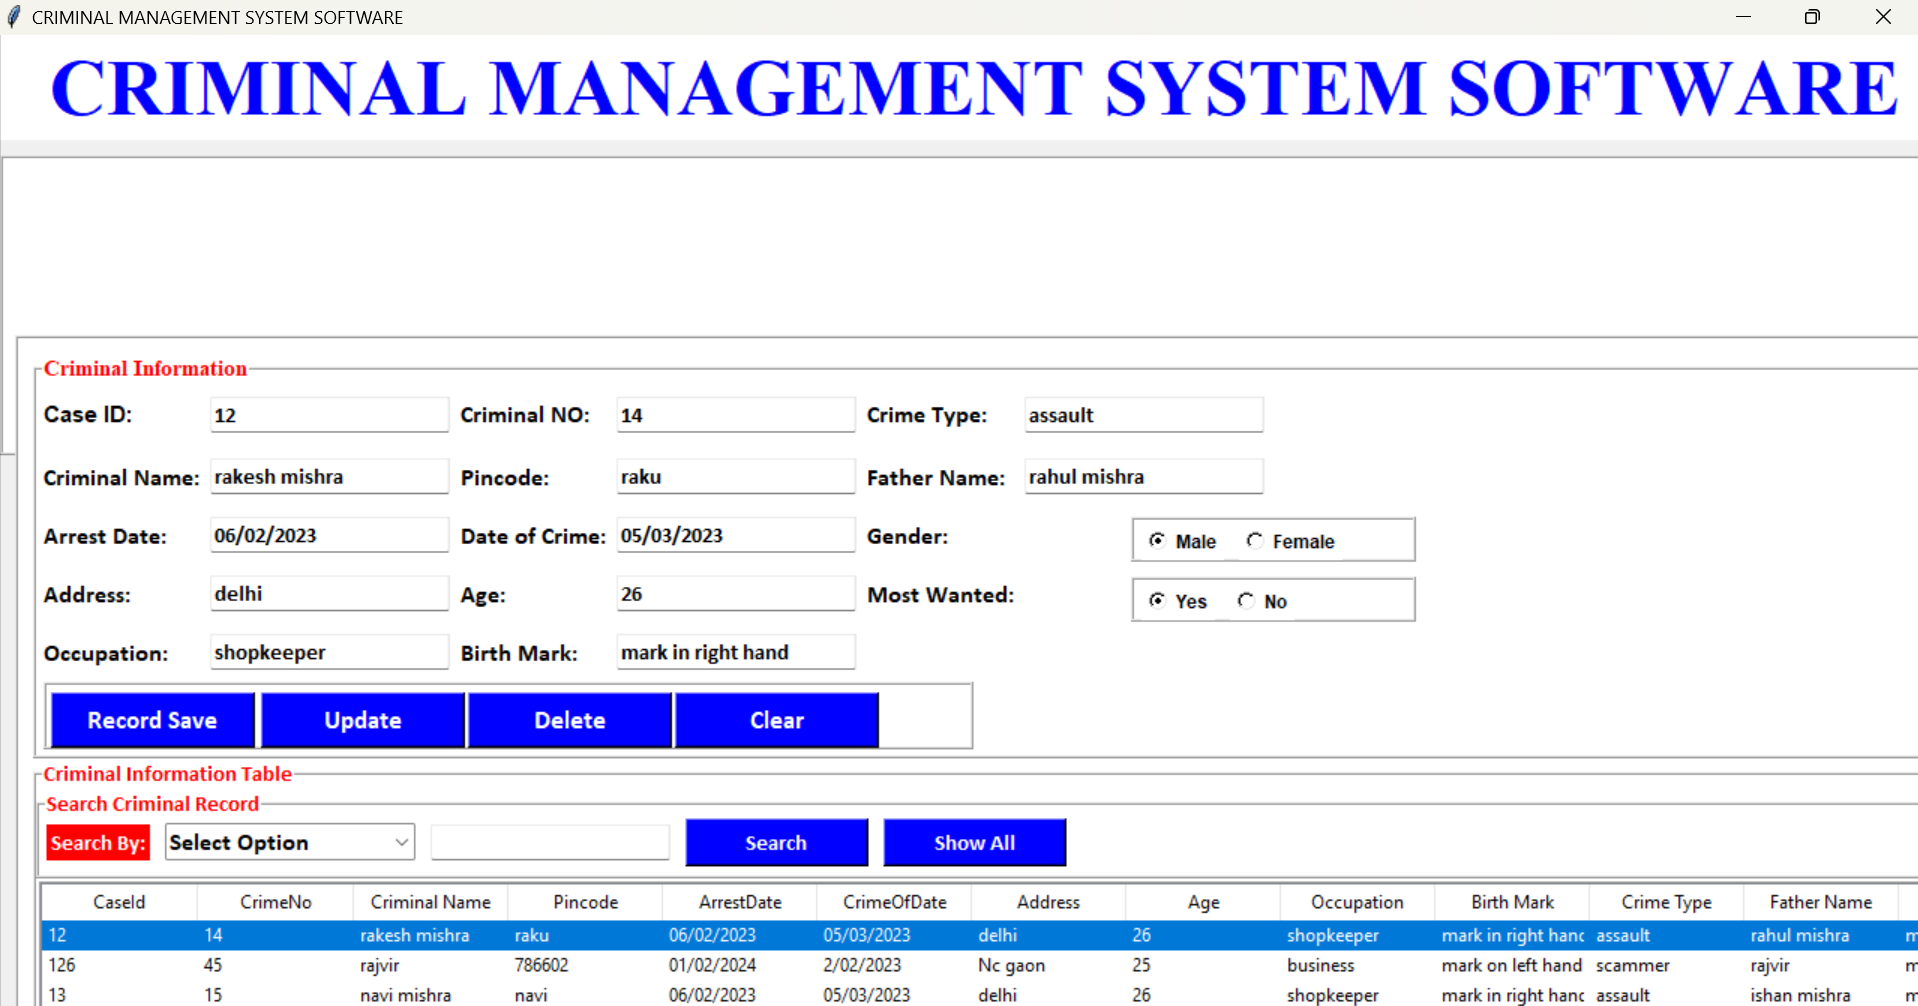 CRIMINAL MANAGEMENT SYSTEM SOFTWARE
CRIMINAL MANAGEMENT SYSTEM SOFTWARE
Criminal Information
Case ID: 12 Criminal NO: 14 Crime Type: assault
Criminal Name: rakesh mishra Pincode: raku Father Name: rahul mishra
Arrest Date: 06/02/2023 Date of Crime: 05/03/2023 Gender: Male Female
Address: delhi Age: 26 Most Wanted: Yes No
Occupation: shopkeeper Birth Mark: mark in right hand
Record Save Update Delete Clear
Criminal Information Table
Search Criminal Record
Search By: Select Option Search Show All
CaseId CrimeNo Criminal Name Pincode ArrestDate CrimeOfDate Address Age Occupation Birth Mark Crime Type Father Name
12 14 rakesh mishra raku 06/02/2023 05/03/2023 delhi 26 shopkeeper mark in right hanc assault rahul mishra m
126 45 rajvir 786602 01/02/2024 2/02/2023 Nc gaon 25 business mark on left hand scammer rajvir m
13 15 navi mishra navi 06/02/2023 05/03/2023 delhi 26 shopkeeper mark in right hanc assault ishan mishra m